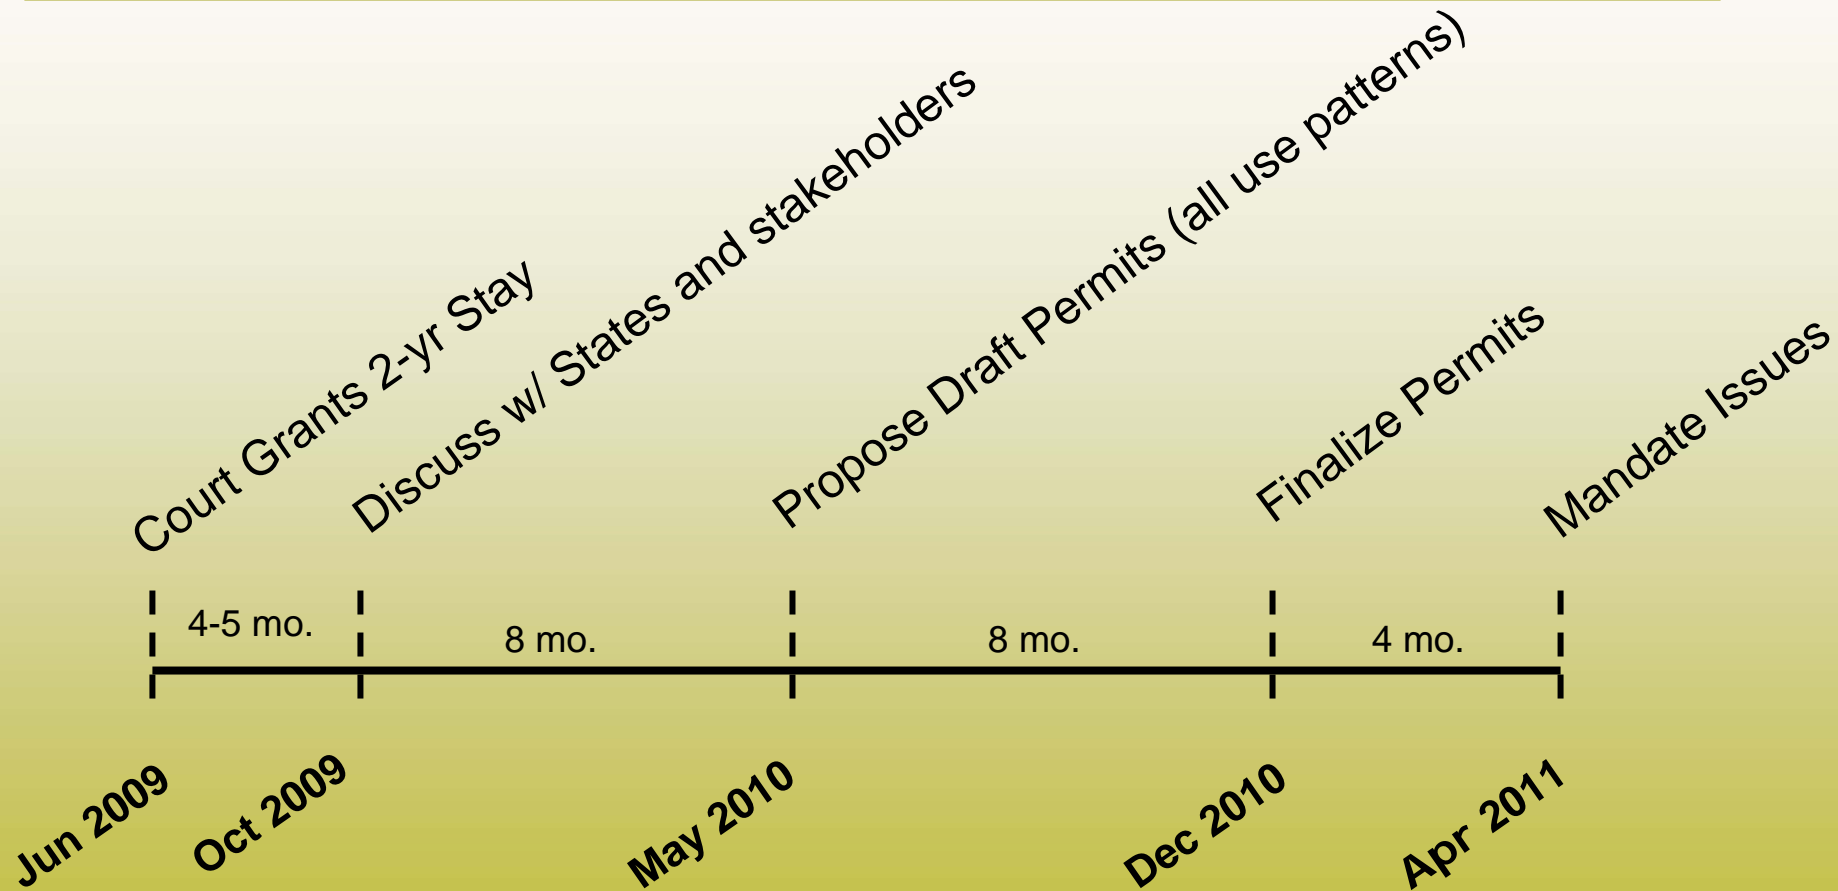 Court Grants 2-yr Stay
Discuss w/ States and stakeholders
Propose Draft Permits (all use patterns)
Finalize Permits
Mandate Issues
4-5 mo.
8 mo.
8 mo.
4 mo.
Jun 2009
Oct 2009
May 2010
Dec 2010
Apr 2011